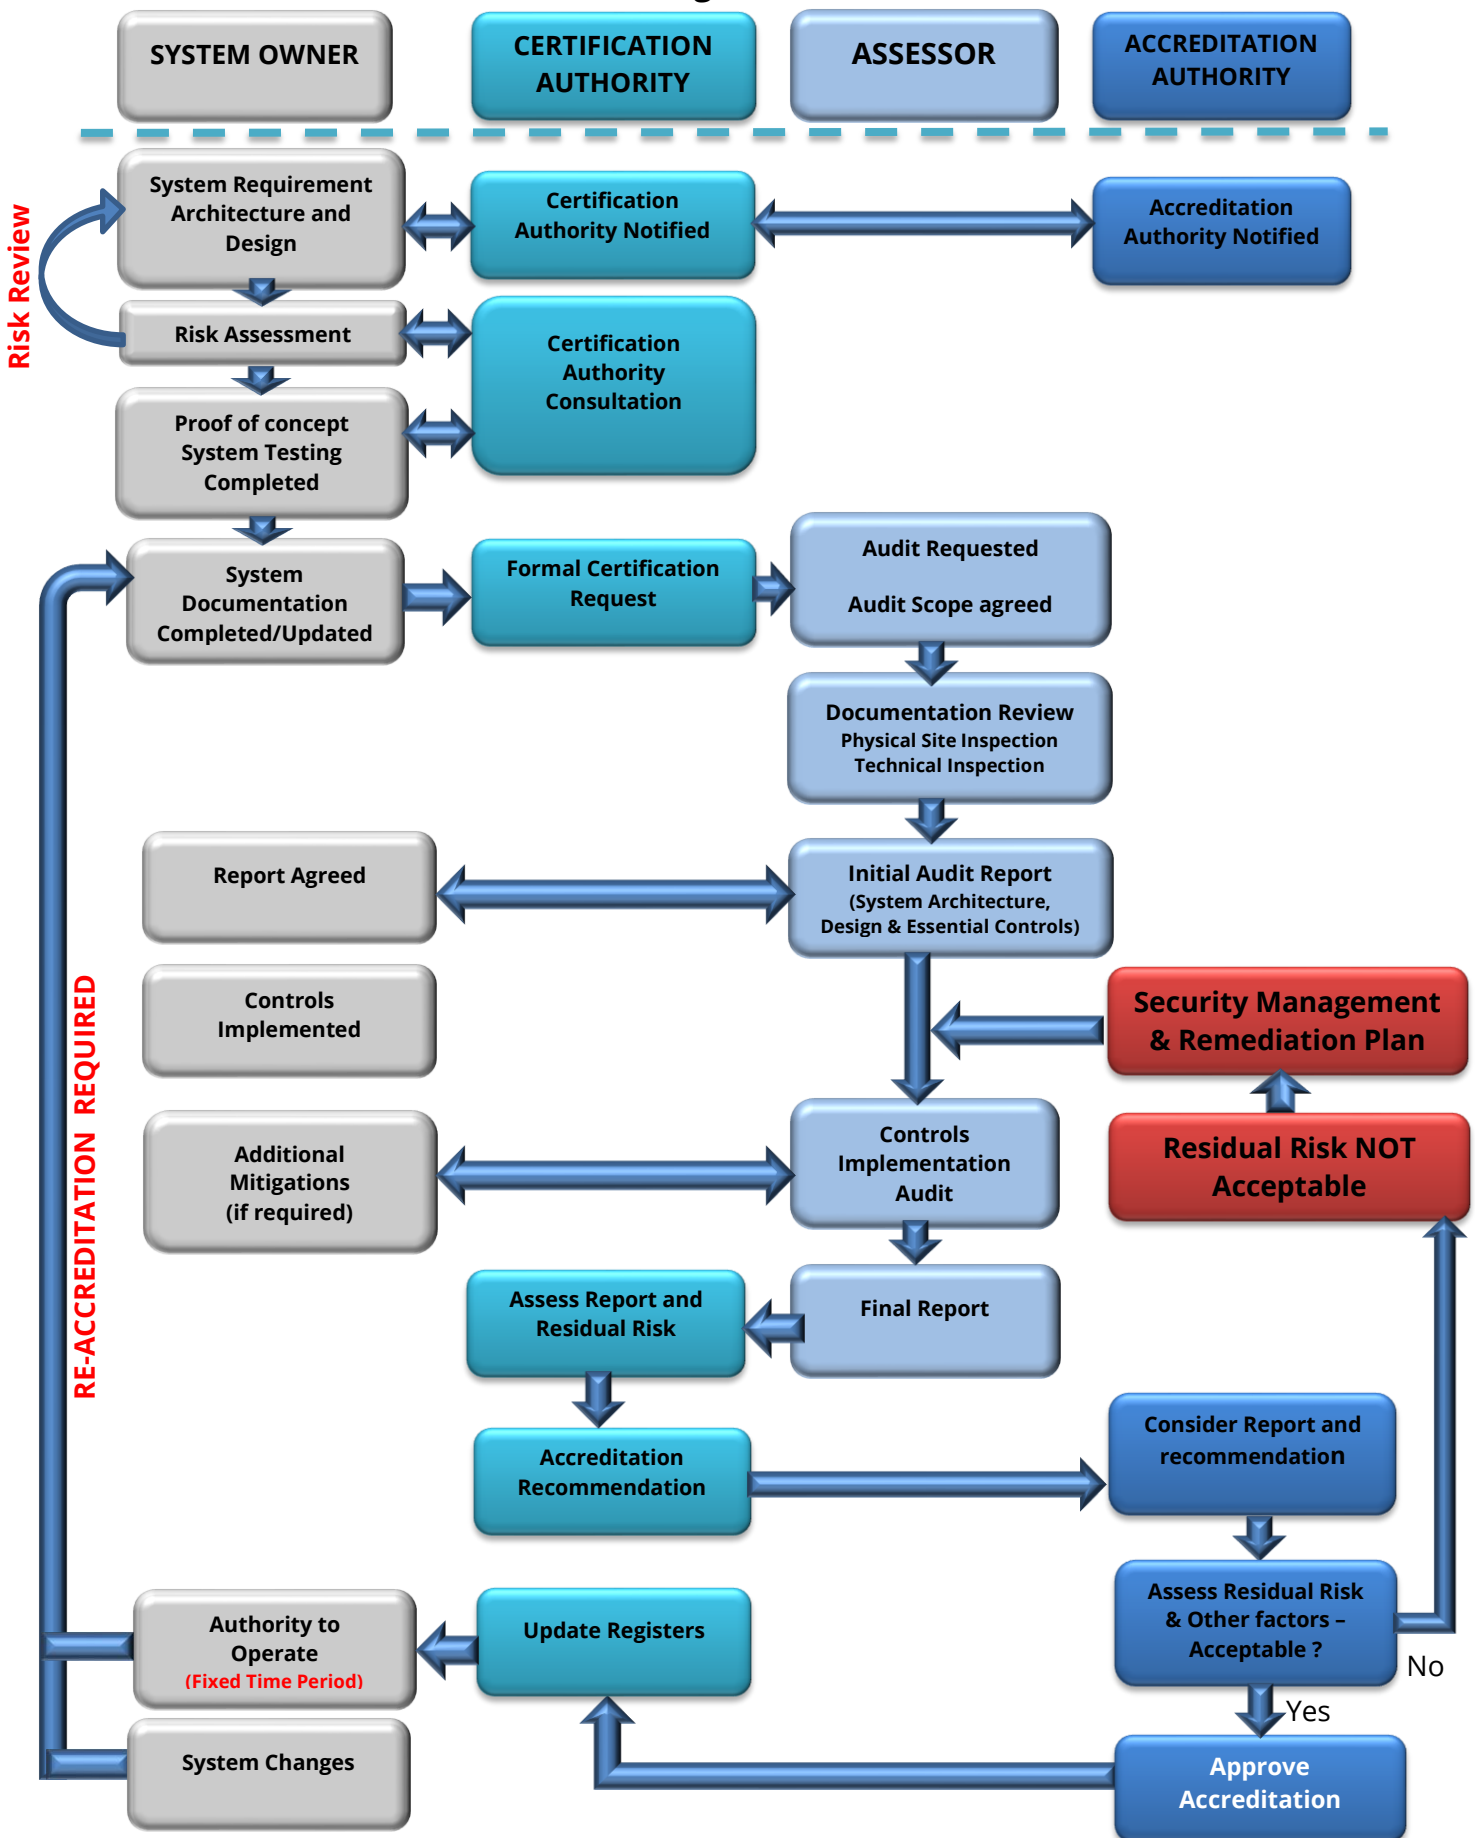 SYSTEM OWNER
CERTIFICATION
AUTHORITY
ASSESSOR
ACCREDITATION
AUTHORITY
Risk Review
System Requirement
Architecture and
Design
Certification
Authority Notified
Accreditation
Authority Notified
Risk Assessment
Certification
Authority
Consultation
Proof of concept
System Testing
Completed
System
Documentation
Completed/Updated
Formal Certification
Request
Audit Requested
Audit Scope agreed
Documentation Review
Physical Site Inspection
Technical Inspection
Report Agreed
Initial Audit Report
(System Architecture,
Design & Essential Controls)
Controls
Implemented
Security Management
& Remediation Plan
RE-ACCREDITATION REQUIRED
Additional
Mitigations
(if required)
Controls
Implementation
Audit
Residual Risk NOT
Acceptable
Assess Report and
Residual Risk
Final Report
Accreditation
Recommendation
Consider Report and
recommendation
Assess Residual Risk
& Other factors –
Acceptable ?
No
Yes
Authority to
Operate
(Fixed Time Period)
Update Registers
System Changes
Approve
Accreditation